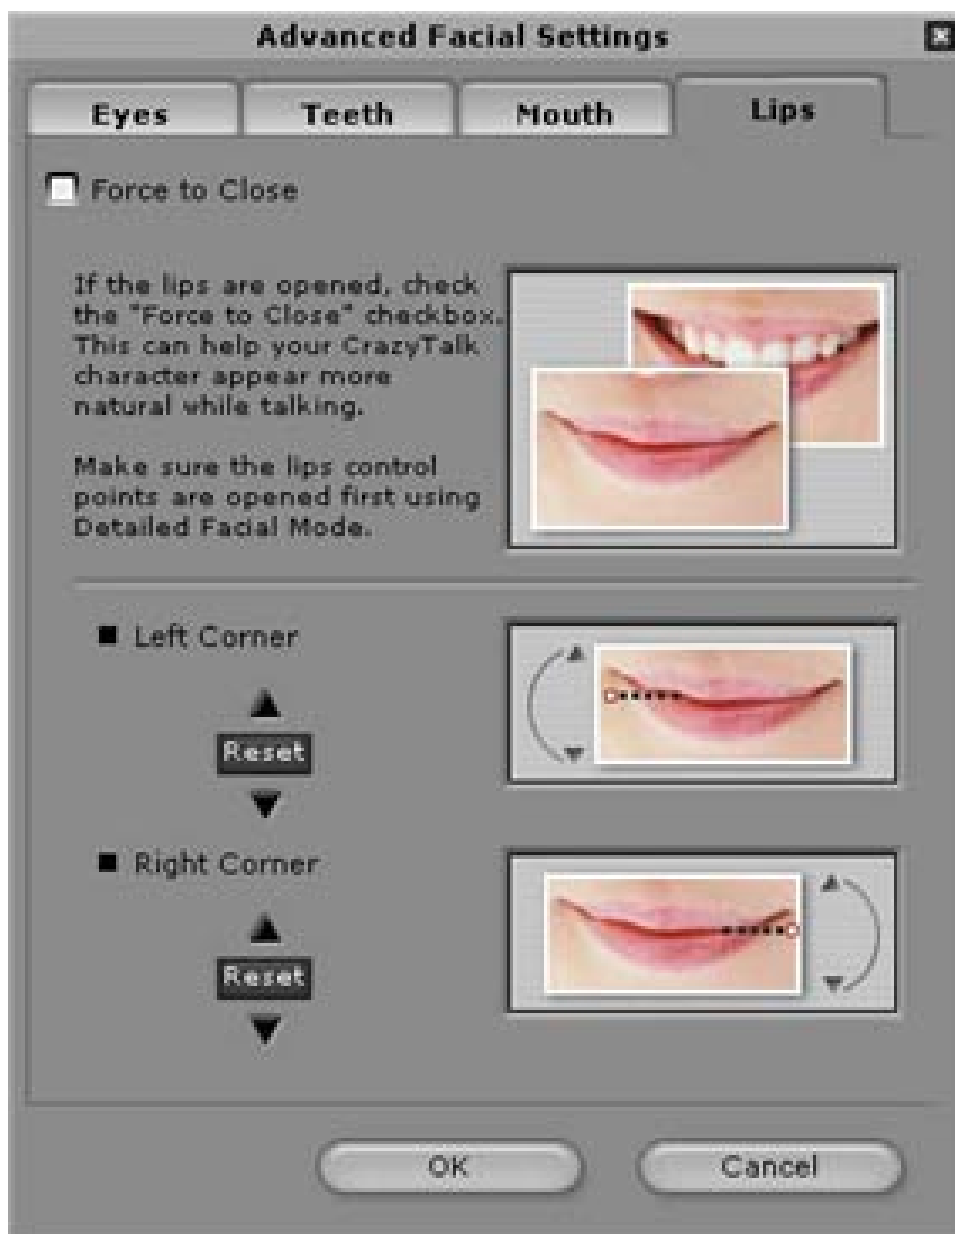 Advanced Facial Settings
Eyes Teeth Mouth Lips
Force to Close
If the lips are opened, check
the "Force to Close" checkbox.
This can help your CrazyTalk
character appear more
natural while talking.
Make sure the lips control
points are opened first using
Detailed Facial Mode.
Left Corner
Reset
Right Corner
Reset
OK Cancel